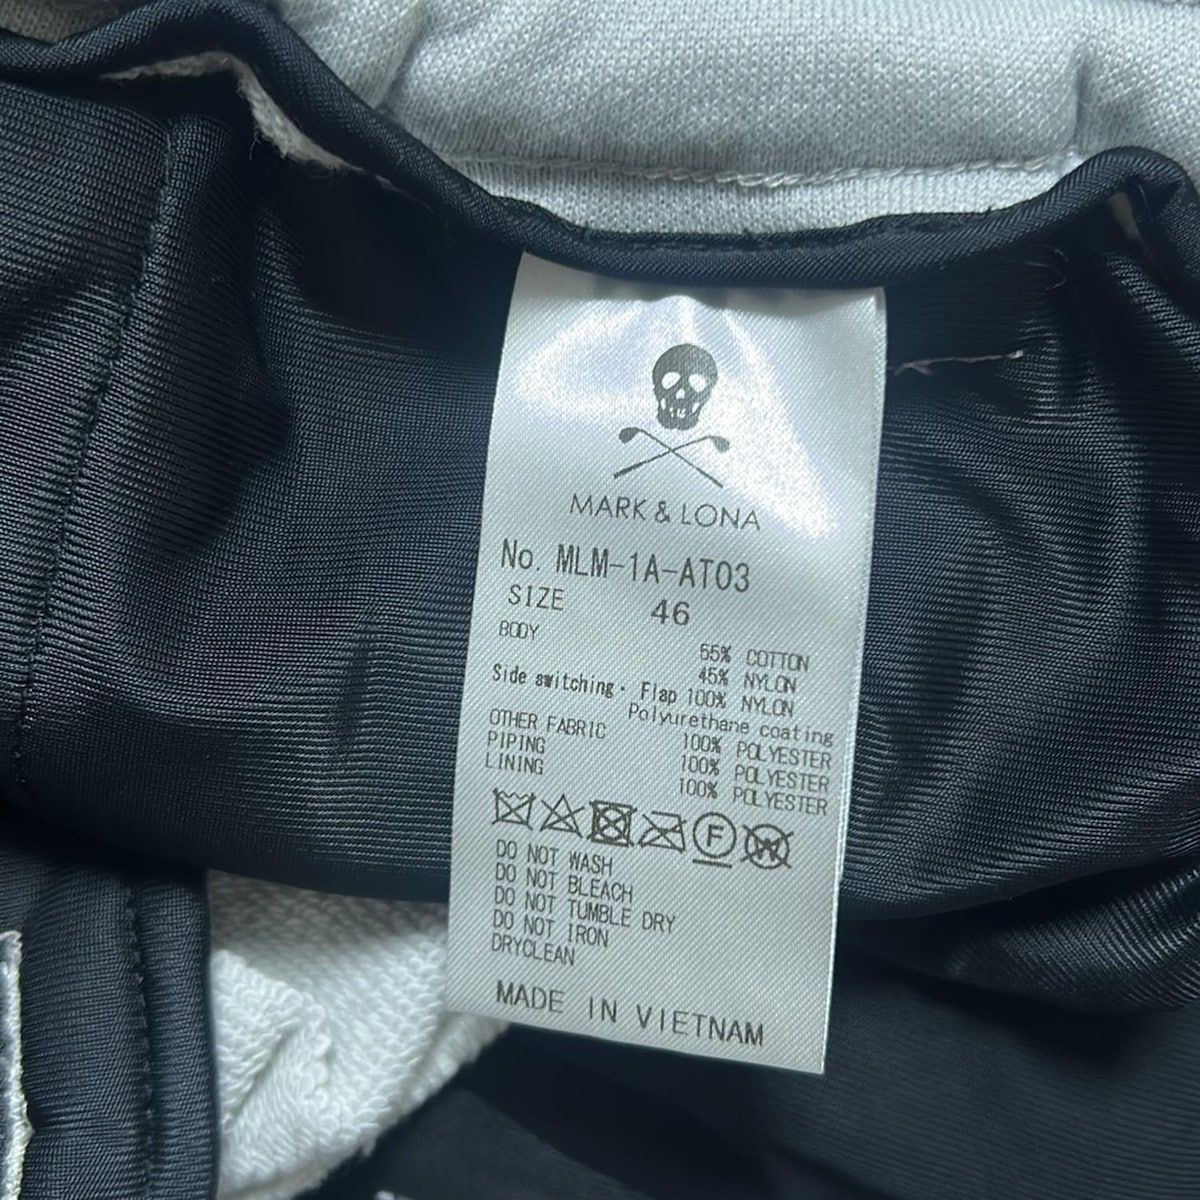 MARK & LONA
No. MLM-1A-AT03
SIZE 46
BODY 55% COTTON
45% NYLON
Side switching・Flap 100% NYLON
Polyurethane coating
OTHER FABRIC 100% POLYESTER
PIPING 100% POLYESTER
LINING 100% POLYESTER
F W
DO NOT WASH
DO NOT BLEACH
DO NOT TUMBLE DRY
DO NOT IRON
DRYCLEAN
MADE IN VIETNAM